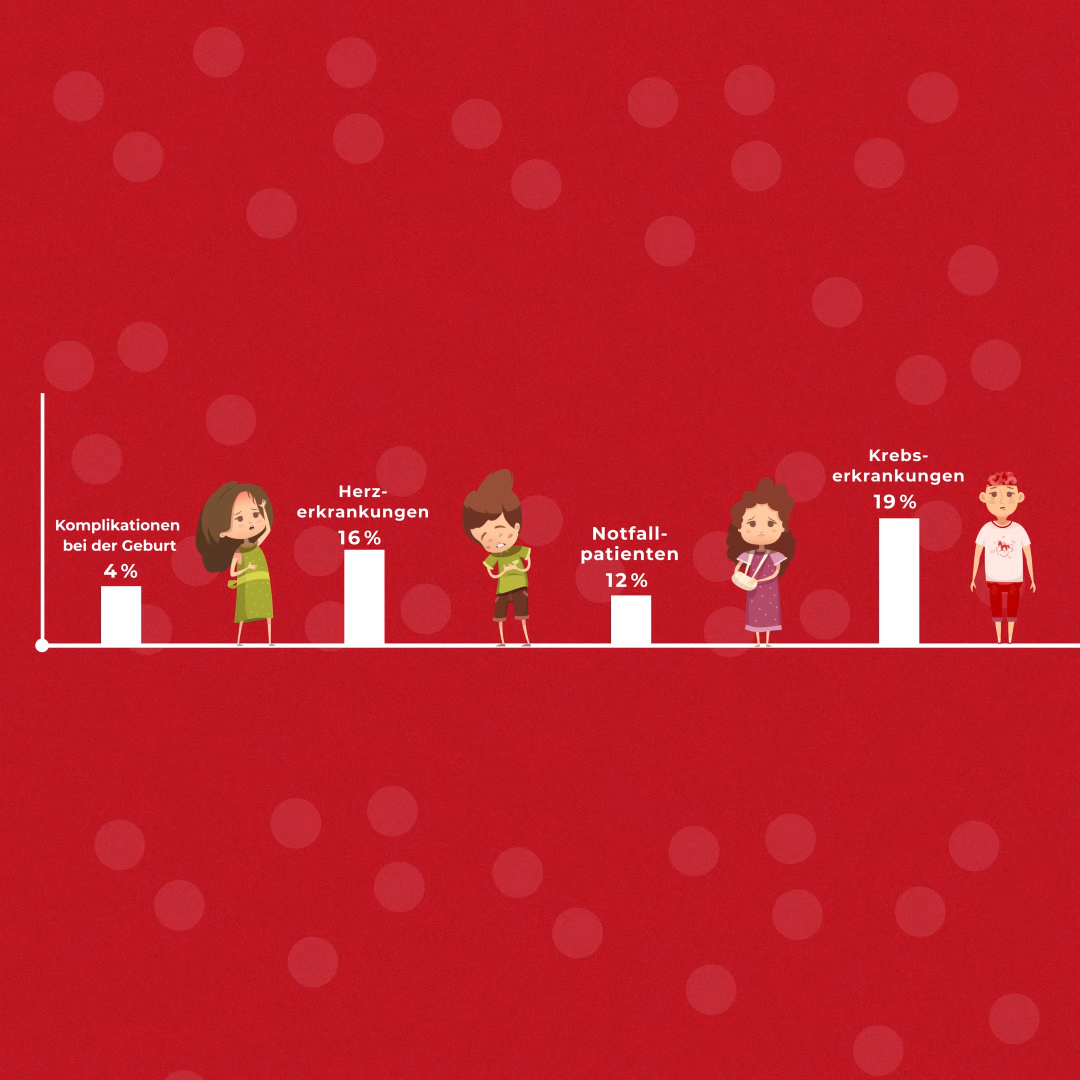 Komplikationen
bei der Geburt
4 %
Herz-
erkrankungen
16 %
Notfall-
patienten
12 %
Krebs-
erkrankungen
19 %